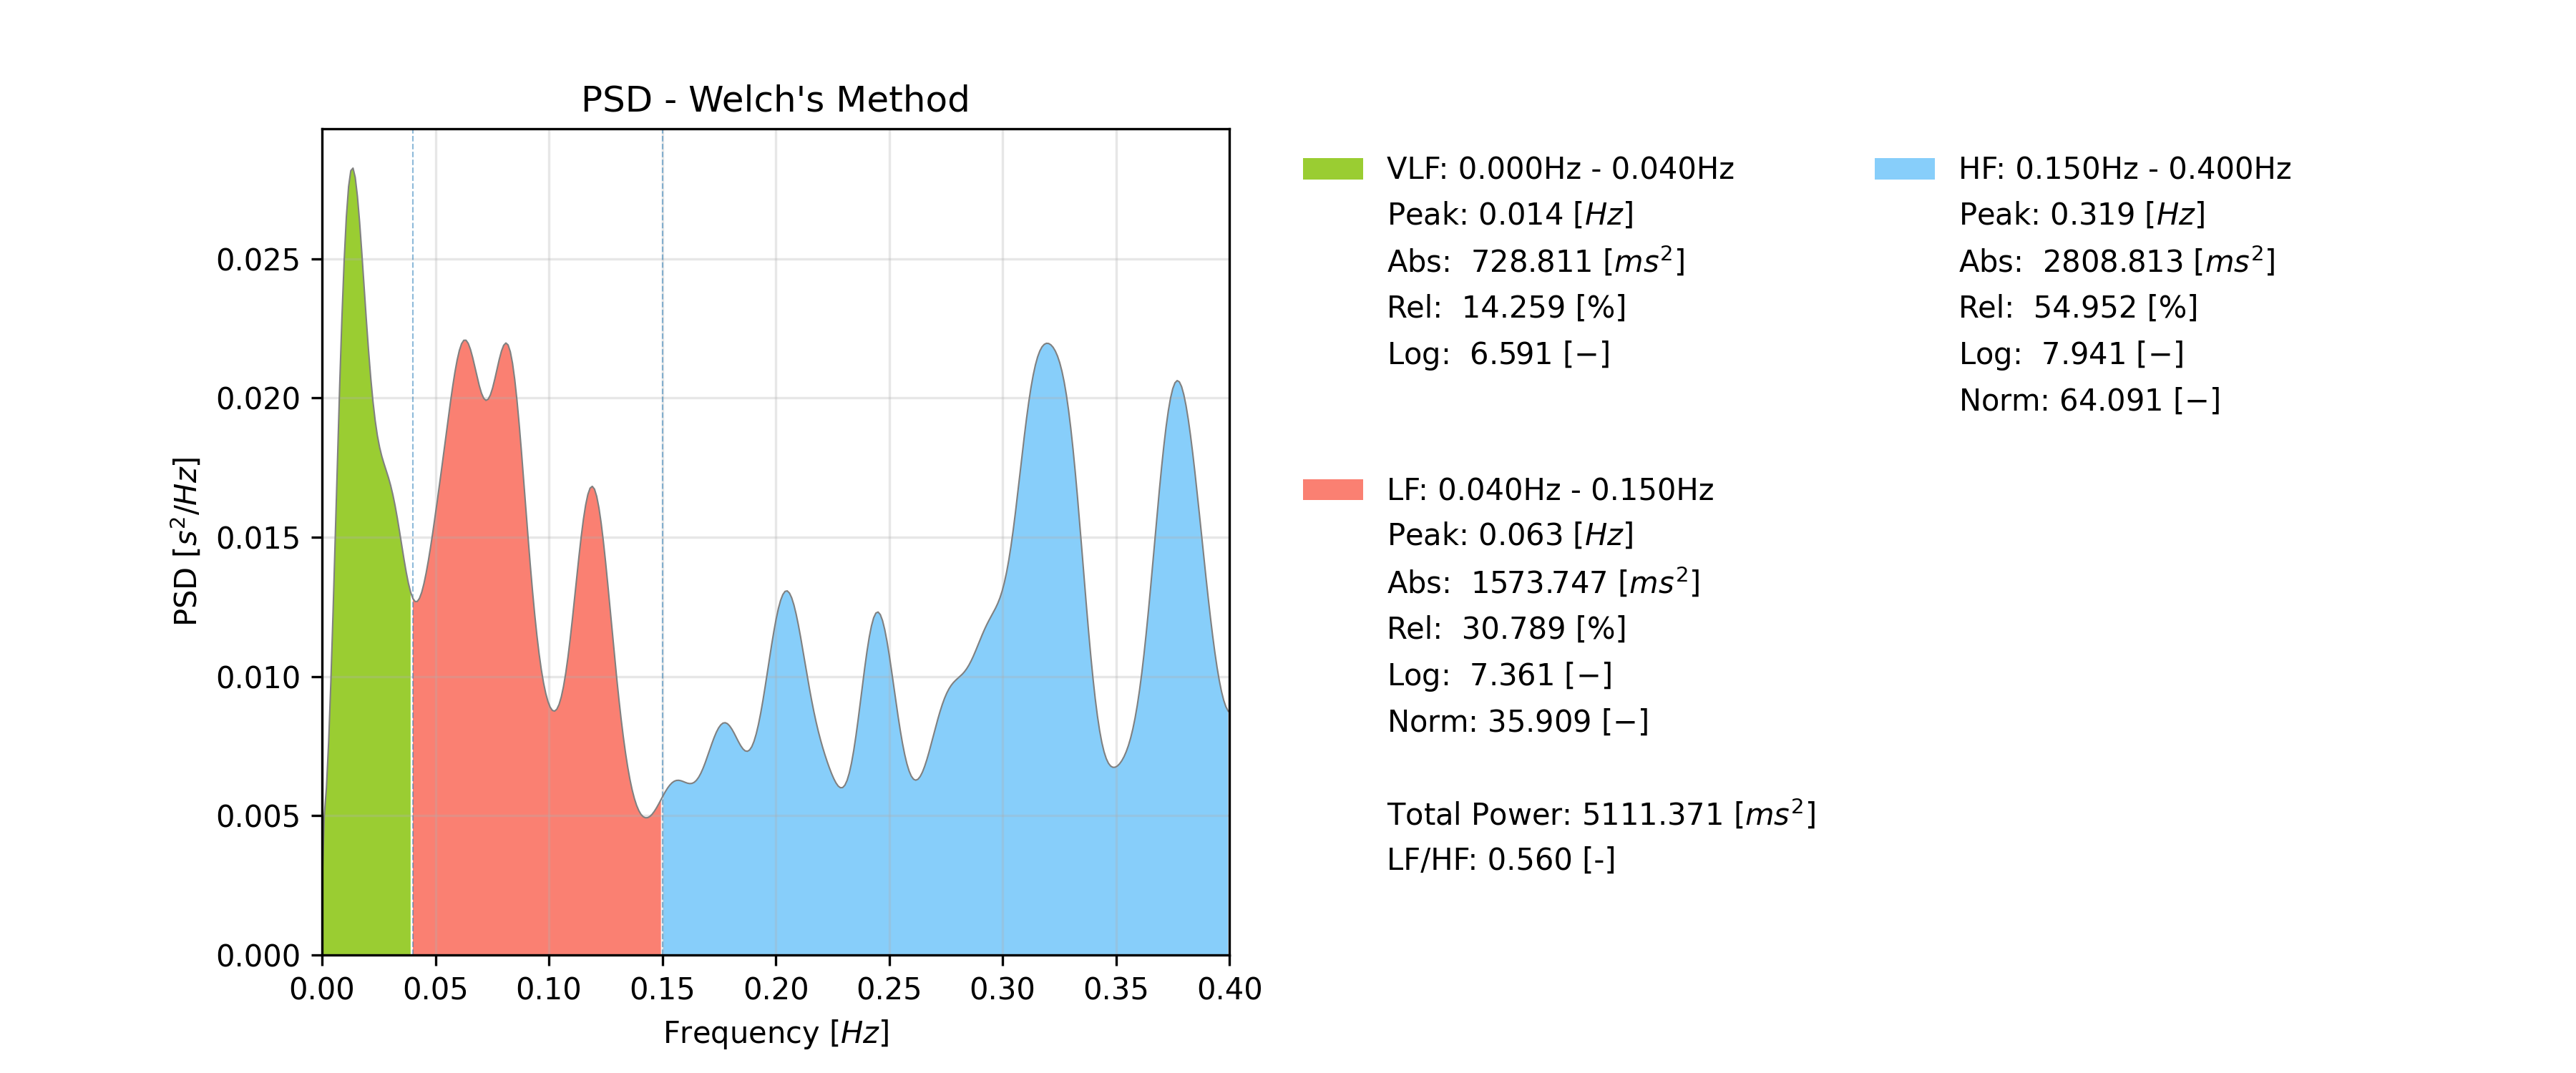 PSD - Welch's Method
PSD [s²/Hz]
0.025
0.020
0.015
0.010
0.005
0.000
0.00 0.05 0.10 0.15 0.20 0.25 0.30 0.35 0.40
Frequency [Hz]
VLF: 0.000Hz - 0.040Hz
Peak: 0.014 [Hz]
Abs: 728.811 [ms²]
Rel: 14.259 [%]
Log: 6.591 [−]
LF: 0.040Hz - 0.150Hz
Peak: 0.063 [Hz]
Abs: 1573.747 [ms²]
Rel: 30.789 [%]
Log: 7.361 [−]
Norm: 35.909 [−]
Total Power: 5111.371 [ms²]
LF/HF: 0.560 [-]
HF: 0.150Hz - 0.400Hz
Peak: 0.319 [Hz]
Abs: 2808.813 [ms²]
Rel: 54.952 [%]
Log: 7.941 [−]
Norm: 64.091 [−]